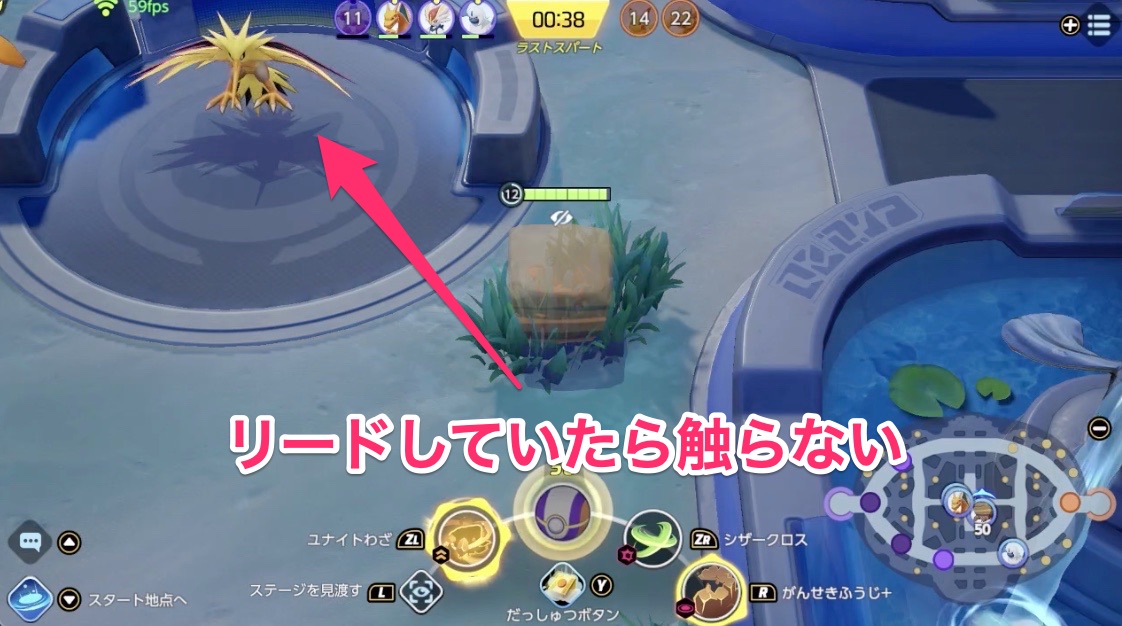 59fps
11
00:38
14
22
ラストスパート
12
リードしていたら触らない
50
ユナイトわざ
ZL
ZR
シザークロス
ステージを見渡す
L
Y
R
がんせきふうじ+
スタート地点へ
だっしゅつボタン
50